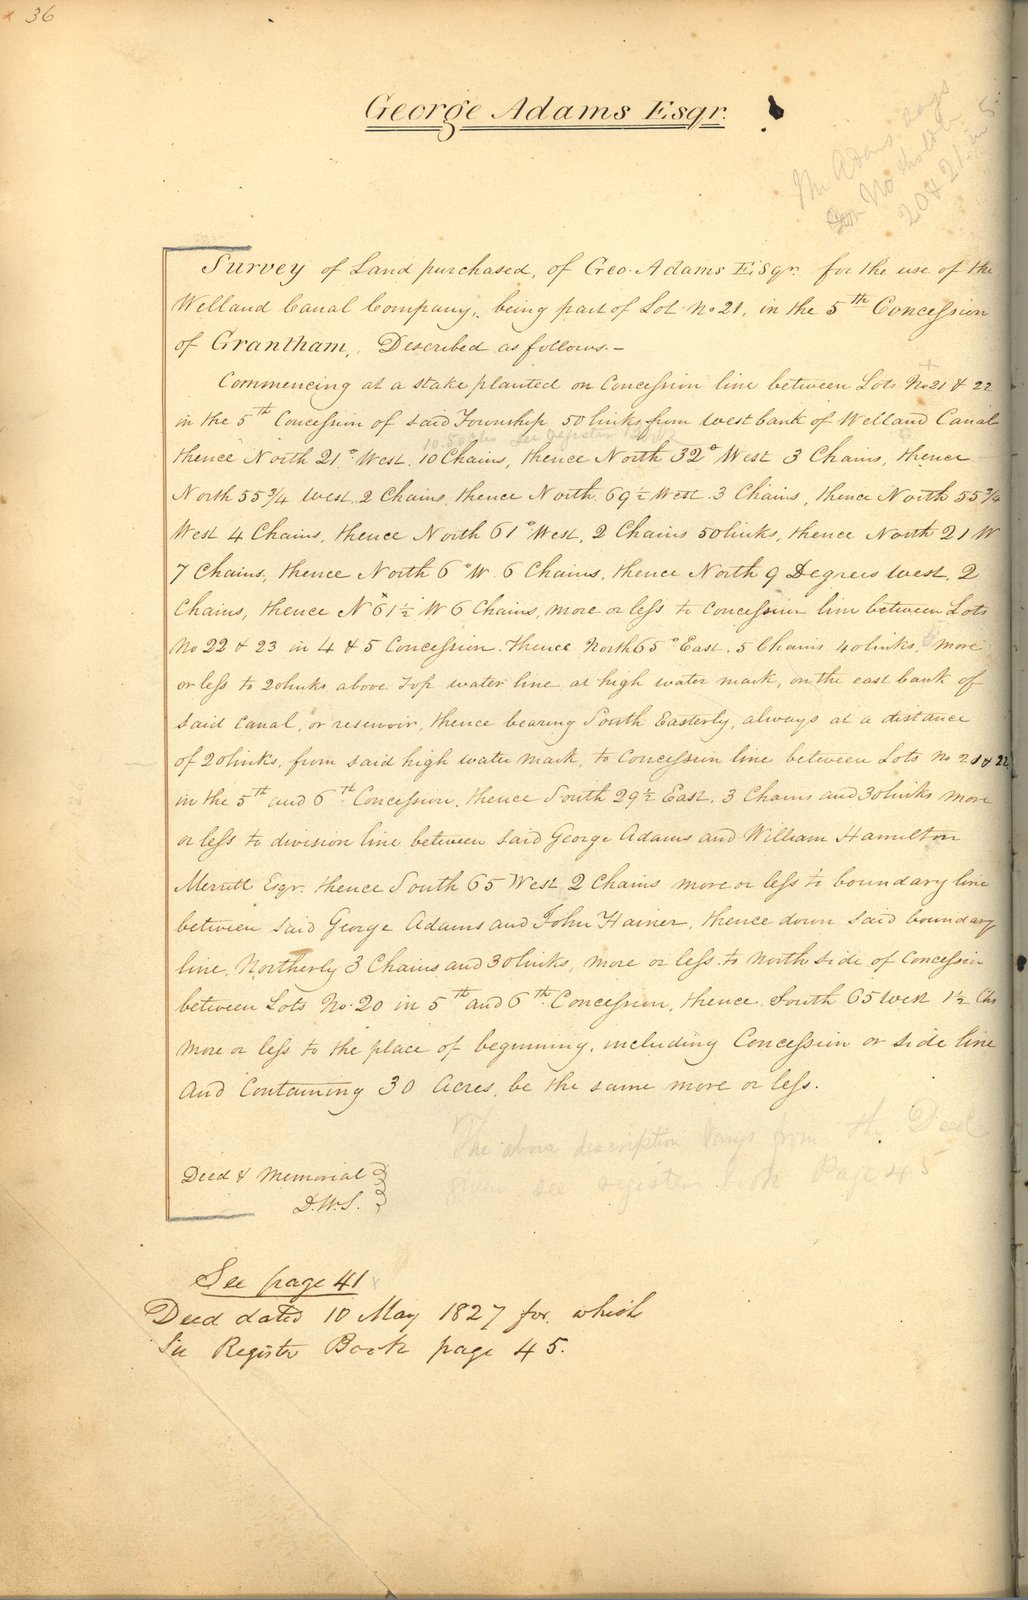 36
George Adams Esqr.
Mr Adams says
No should be
20 & 21 in 5
Survey of Land purchased, of Geo. Adams Esqr. for the use of the
Welland Canal Company, being part of Lot No 21, in the 5th Concession
of Grantham, Described as follows.-
Commencing at a stake planted on Concession line between Lots No 21 & 22
in the 5th Concession of said Township 50 links from west bank of Welland Canal
see register
thence North 21° West. 10 Chains, thence North 32° West 3 Chains, thence
North 55 3/4 West. 2 Chains, thence North. 69 1/2 West. 3 Chains, thence North 55 3/4
West 4 Chains, thence North 61° West, 2 Chains 50 links, thence North 21 W
7 Chains, thence North 6° W. 6 Chains, thence North 9 Degrees West, 2
Chains, thence N 61 1/2 W 6 Chains, more or less to Concession line between Lots
No 22 & 23 in 4 & 5 Concession. thence North 65° East. 5 Chains 40 links, more
or less to 20 links above Top water line at high water mark, on the east bank of
said Canal, or reservoir, thence bearing South Easterly, always at a distance
of 20 links, from said high water mark, to Concession line between Lots No 21 & 22
in the 5th and 6th Concession, thence South 29 1/2 East. 3 Chains and 30 links more
or less to division line between said George Adams and William Hamilton
Merritt Esqr. thence South 65 West 2 Chains more or less to boundary line
between said George Adams and John Hainer, thence down said boundary
line, Northerly 3 Chains and 30 links, more or less to north side of Concession
between Lots No. 20 in 5th and 6th Concession, thence South 65 West 1 1/2 Chs
more or less to the place of beginning, including Concession or side line
And Containing 30 Acres, be the same more or less.
The above description varys from the Deed
given see register book Page 45
Deed & Memorial
D.W.S.
See page 41
Deed dated 10 May 1827 for which
See Register Book page 45.